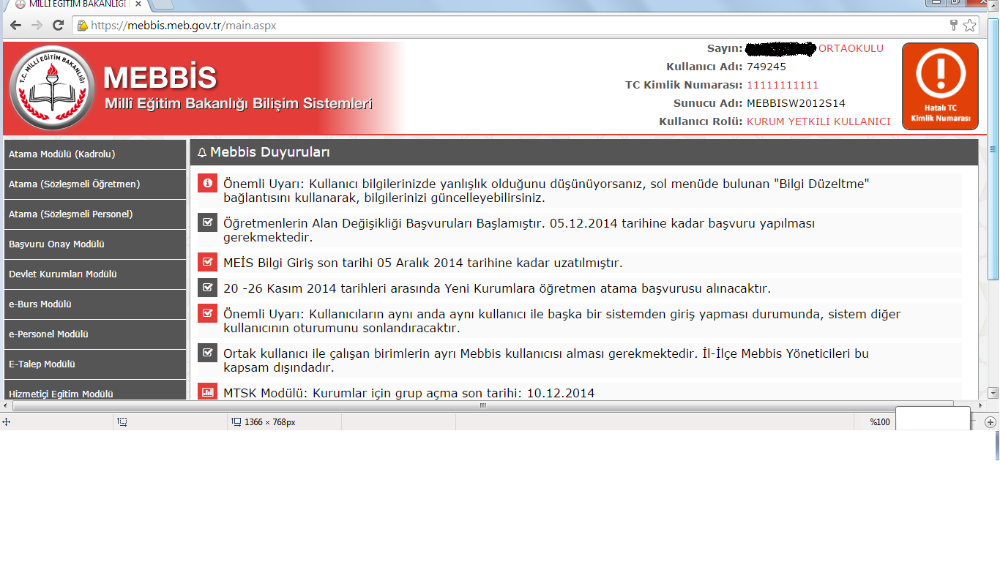 MİLLÎ EĞİTİM BAKANLIĞI
https://mebbis.meb.gov.tr/main.aspx
T.C. MİLLÎ EĞİTİM BAKANLIĞI
MEBBİS
Millî Eğitim Bakanlığı Bilişim Sistemleri
Sayın: ORTAOKULU
Kullanıcı Adı: 749245
TC Kimlik Numarası: 11111111111
Sunucu Adı: MEBBISW2012S14
Kullanıcı Rolü: KURUM YETKİLİ KULLANICI
Hatalı TC
Kimlik Numarası
Atama Modülü (Kadrolu)
Atama (Sözleşmeli Öğretmen)
Atama (Sözleşmeli Personel)
Başvuru Onay Modülü
Devlet Kurumları Modülü
e-Burs Modülü
e-Personel Modülü
E-Talep Modülü
Hizmetiçi Egitim Modülü
Mebbis Duyuruları
Önemli Uyarı: Kullanıcı bilgilerinizde yanlışlık olduğunu düşünüyorsanız, sol menüde bulunan "Bilgi Düzeltme"
bağlantısını kullanarak, bilgilerinizi güncelleyebilirsiniz.
Öğretmenlerin Alan Değişikliği Başvuruları Başlamıştır. 05.12.2014 tarihine kadar başvuru yapılması
gerekmektedir.
MEİS Bilgi Giriş son tarihi 05 Aralık 2014 tarihine kadar uzatılmıştır.
20 -26 Kasım 2014 tarihleri arasında Yeni Kurumlara öğretmen atama başvurusu alınacaktır.
Önemli Uyarı: Kullanıcıların aynı anda aynı kullanıcı ile başka bir sistemden giriş yapması durumunda, sistem diğer
kullanıcının oturumunu sonlandıracaktır.
Ortak kullanıcı ile çalışan birimlerin ayrı Mebbis kullanıcısı alması gerekmektedir. İl-İlçe Mebbis Yöneticileri bu
kapsam dışındadır.
MTSK Modülü: Kurumlar için grup açma son tarihi: 10.12.2014
1366 × 768px
%100